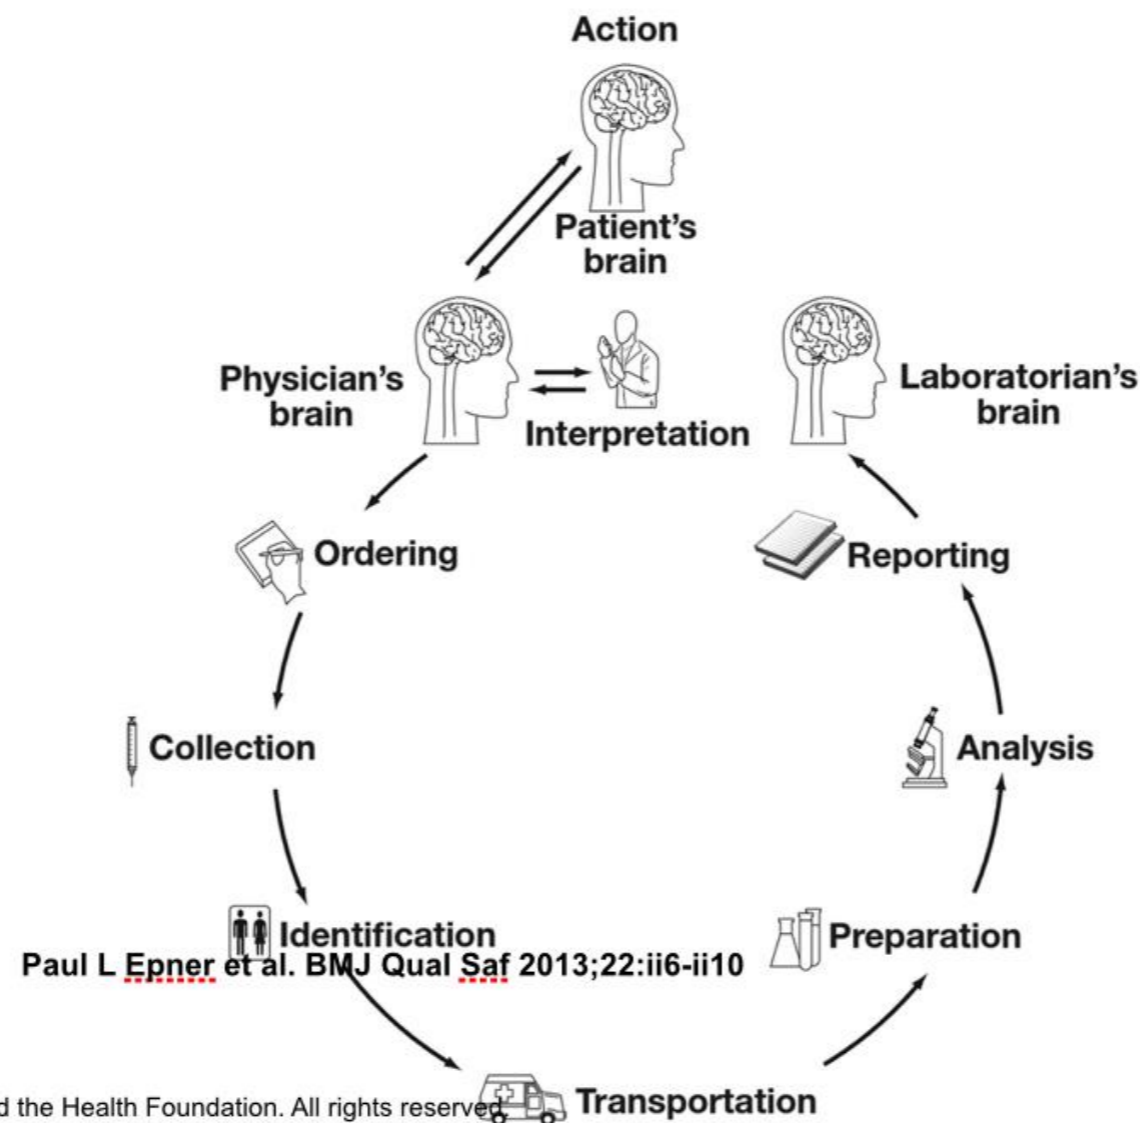 Action
Patient's
brain
Physician's
brain
Interpretation
Laboratorian's
brain
Ordering
Reporting
Collection
Analysis
Identification
Preparation
Paul L Epner et al. BMJ Qual Saf 2013;22:ii6-ii10
Transportation
the Health Foundation. All rights reserved.